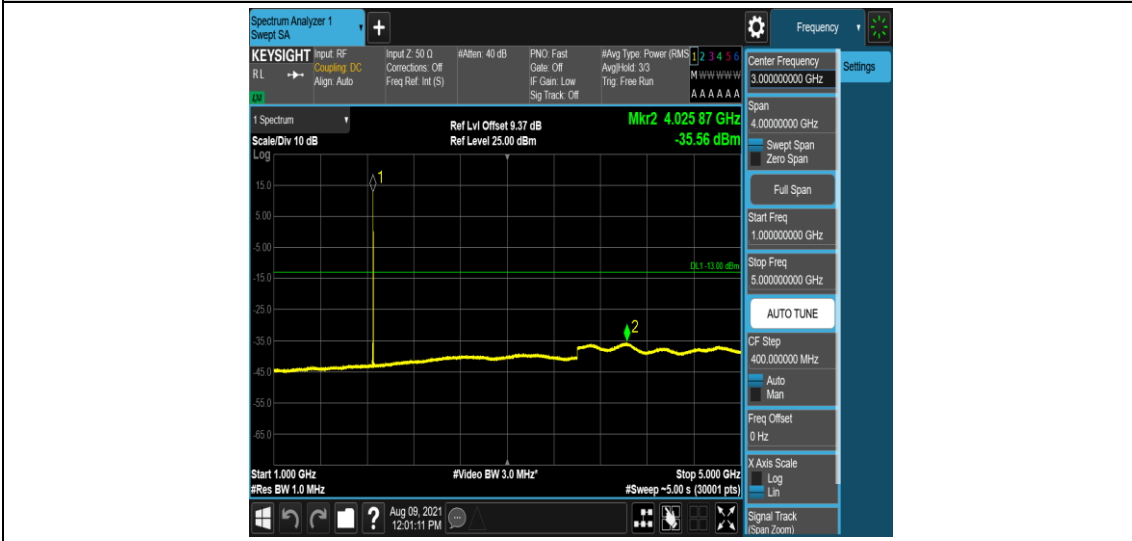 Spectrum Analyzer 1
Swept SA
+
Frequency
KEYSIGHT
RL
Input: RF
Coupling: DC
Align: Auto
Input Z: 50 Ω
Corrections: Off
Freq Ref: Int (S)
#Atten: 40 dB
PNO: Fast
Gate: Off
IF Gain: Low
Sig Track: Off
#Avg Type: Power (RMS
Avg|Hold: 3/3
Trig: Free Run
1 2 3 4 5 6
M W W W W W
A A A A A A
1 Spectrum
Scale/Div 10 dB
Log
Ref Lvl Offset 9.37 dB
Ref Level 25.00 dBm
Mkr2 4.025 87 GHz
-35.56 dBm
15.0
5.00
-5.00
-15.0
-25.0
-35.0
-45.0
-55.0
-65.0
1
DL1 -13.00 dBm
2
Start 1.000 GHz
#Res BW 1.0 MHz
#Video BW 3.0 MHz*
Stop 5.000 GHz
#Sweep ~5.00 s (30001 pts)
?
Aug 09, 2021
12:01:11 PM
Center Frequency
3.000000000 GHz
Settings
Span
4.00000000 GHz
Swept Span
Zero Span
Full Span
Start Freq
1.000000000 GHz
Stop Freq
5.000000000 GHz
AUTO TUNE
CF Step
400.000000 MHz
Auto
Man
Freq Offset
0 Hz
X Axis Scale
Log
Lin
Signal Track
(Span Zoom)